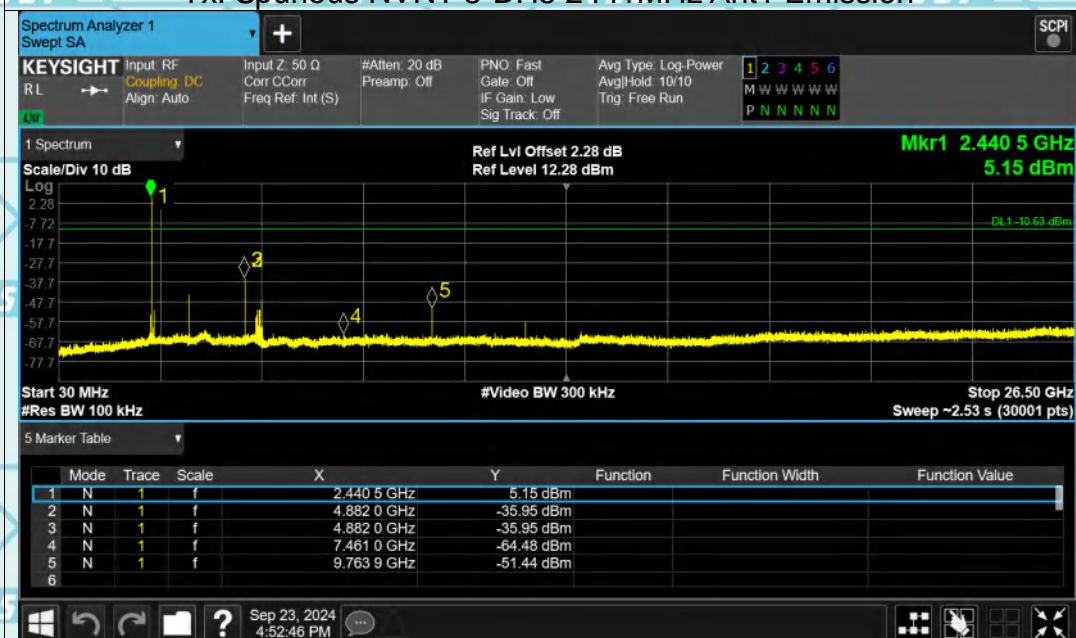 Tx. Spurious NVNT 3-DH5 2441MHz Ant1 Emission
Spectrum Analyzer 1
Swept SA
+
SCPI
KEYSIGHT Input: RF Input Z: 50 Ω #Atten: 20 dB PNO: Fast Avg Type: Log-Power 1 2 3 4 5 6
RL Coupling: DC Corr CCorr Preamp: Off Gate: Off Avg|Hold: 10/10 M W W W W W
Align: Auto Freq Ref: Int (S) IF Gain: Low Trig: Free Run
Sig Track: Off P N N N N N
LNI
1 Spectrum
Ref Lvl Offset 2.28 dB
Mkr1 2.440 5 GHz
Scale/Div 10 dB
Ref Level 12.28 dBm
5.15 dBm
Log
1
2.28
-7.72
DL1 -10.63 dBm
-17.7
-27.7
-37.7
5
-47.7
4
-57.7
-67.7
-77.7
Start 30 MHz #Video BW 300 kHz Stop 26.50 GHz
#Res BW 100 kHz Sweep ~2.53 s (30001 pts)
5 Marker Table
Mode Trace Scale X Y Function Function Width Function Value
1 N 1 f 2.440 5 GHz 5.15 dBm
2 N 1 f 4.882 0 GHz -35.95 dBm
3 N 1 f 4.882 0 GHz -35.95 dBm
4 N 1 f 7.461 0 GHz -64.48 dBm
5 N 1 f 9.763 9 GHz -51.44 dBm
6
?
Sep 23, 2024
4:52:46 PM